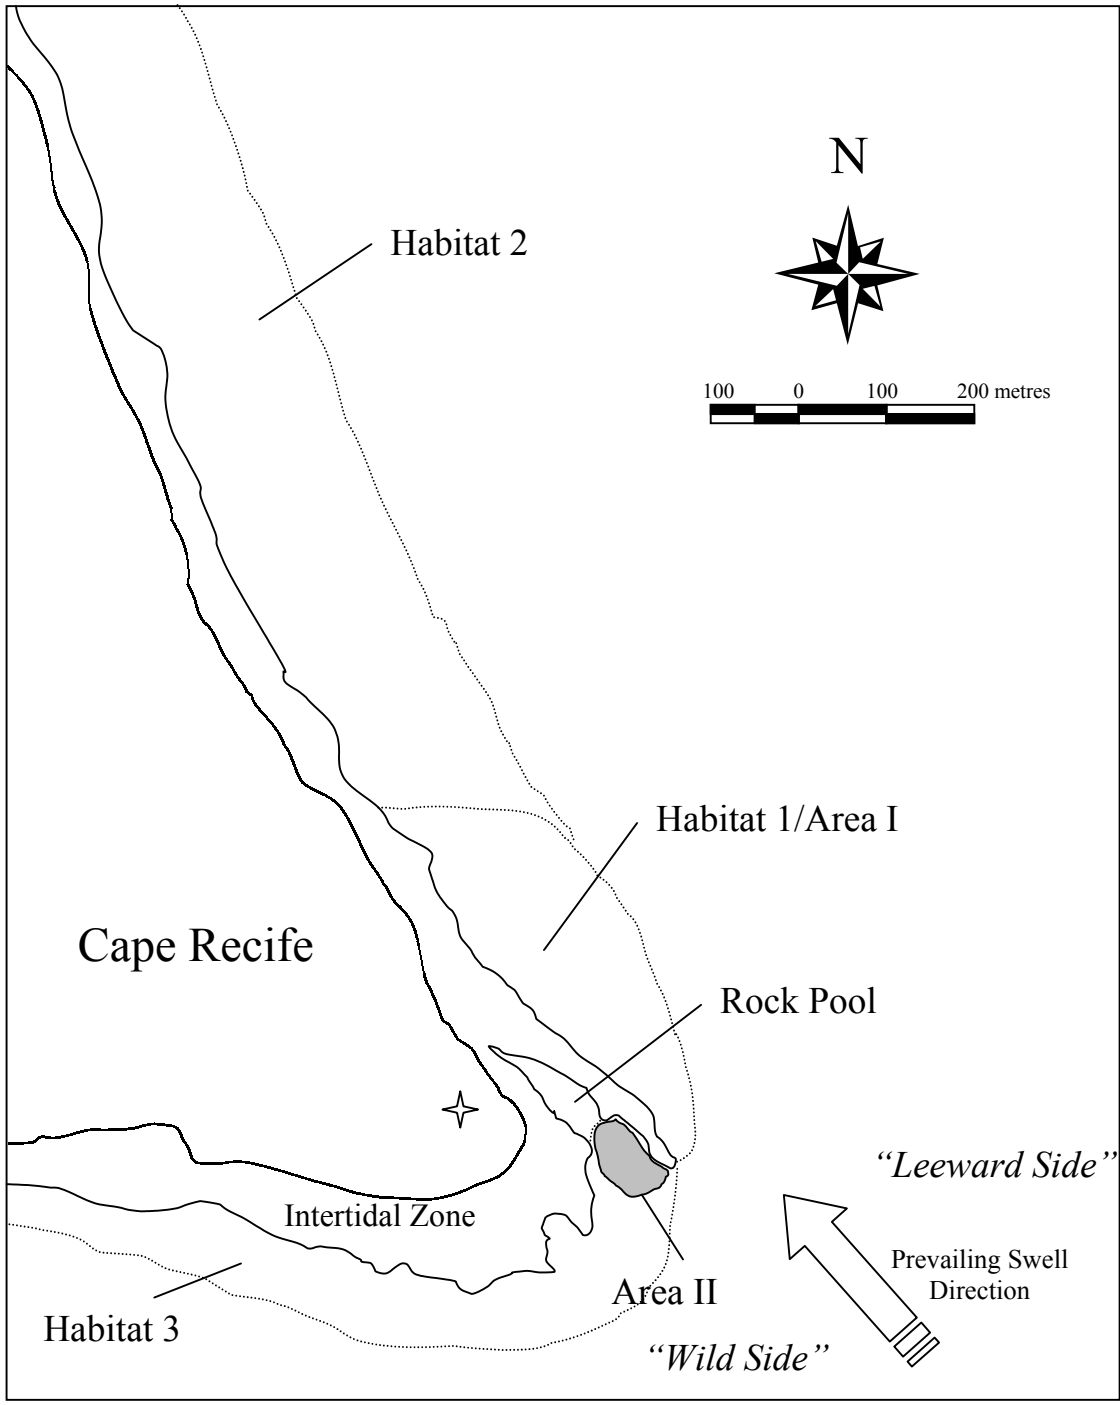 N
Habitat 2
100 0 100 200 metres
Habitat 1/Area I
Cape Recife
Rock Pool
“Leeward Side”
Intertidal Zone
Prevailing Swell
Direction
Area II
Habitat 3
“Wild Side”